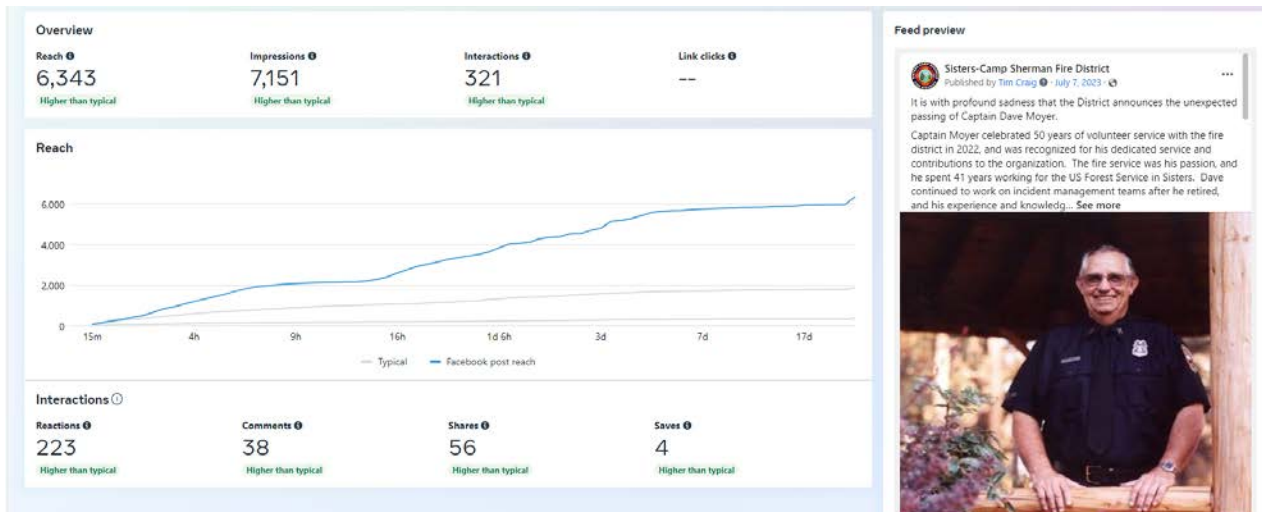 Overview
Reach
6,343
Higher than typical
Impressions
7,151
Higher than typical
Interactions
321
Higher than typical
Link clicks
--
Reach
6,000
4,000
2,000
0
15m 4h 9h 16h 1d 6h 3d 7d 17d
Typical Facebook post reach
Interactions
Reactions
223
Higher than typical
Comments
38
Higher than typical
Shares
56
Higher than typical
Saves
4
Higher than typical
Feed preview
Sisters-Camp Sherman Fire District
Published by Tim Craig · July 7, 2023 ·
It is with profound sadness that the District announces the unexpected
passing of Captain Dave Moyer.
Captain Moyer celebrated 50 years of volunteer service with the fire
district in 2022, and was recognized for his dedicated service and
contributions to the organization. The fire service was his passion, and
he spent 41 years working for the US Forest Service in Sisters. Dave
continued to work on incident management teams after he retired,
and his experience and knowledg... See more